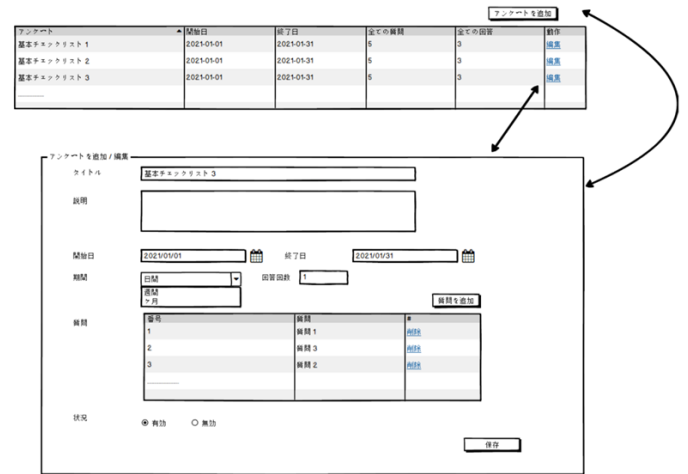 アンケートを追加
アンケート 開始日 終了日 全ての質問 全ての回答 動作
基本チェックリスト 1 2021-01-01 2021-01-31 5 3 編集
基本チェックリスト 2 2021-01-01 2021-01-31 5 3 編集
基本チェックリスト 3 2021-01-01 2021-01-31 5 3 編集
アンケートを追加 / 編集
タイトル 基本チェックリスト 3
説明
開始日 2021/01/01 終了日 2021/01/31
期間 日間 回答回数 1
週間
ヶ月
質問を追加
質問 番号 質問 #
1 質問 1 削除
2 質問 3 削除
3 質問 2 削除
状況 有効 無効
保存